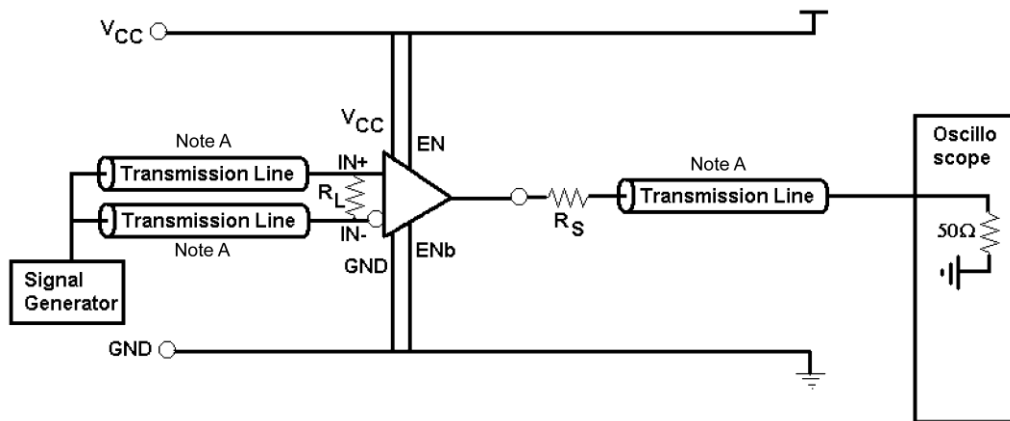 VCC
VCC
EN
Note A
Transmission Line
IN+
RL
Transmission Line
IN-
Note A
GND
ENb
Signal
Generator
GND
RS
Note A
Transmission Line
Oscillo
scope
50Ω